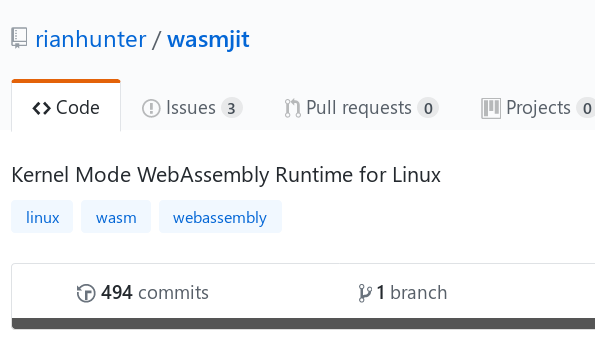 rianhunter / wasmjit
Code Issues 3 Pull requests 0 Projects 0
Kernel Mode WebAssembly Runtime for Linux
linux wasm webassembly
494 commits 1 branch